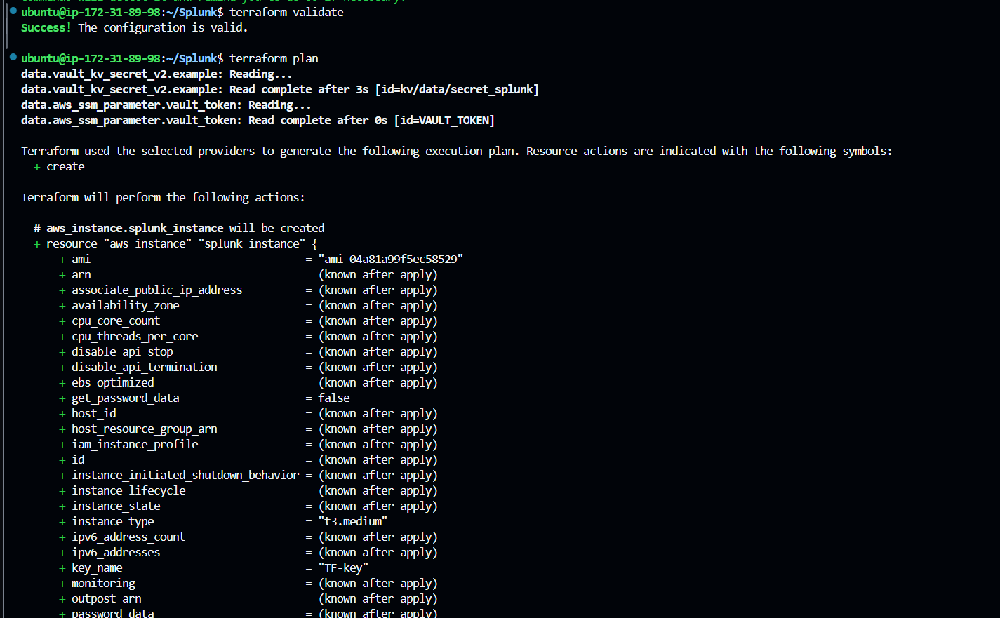 ubuntu@ip-172-31-89-98:~/Splunk$ terraform validate
Success! The configuration is valid.
ubuntu@ip-172-31-89-98:~/Splunk$ terraform plan
data.vault_kv_secret_v2.example: Reading...
data.vault_kv_secret_v2.example: Read complete after 3s [id=kv/data/secret_splunk]
data.aws_ssm_parameter.vault_token: Reading...
data.aws_ssm_parameter.vault_token: Read complete after 0s [id=VAULT_TOKEN]
Terraform used the selected providers to generate the following execution plan. Resource actions are indicated with the following symbols:
+ create
Terraform will perform the following actions:
# aws_instance.splunk_instance will be created
+ resource "aws_instance" "splunk_instance" {
+ ami = "ami-04a81a99f5ec58529"
+ arn = (known after apply)
+ associate_public_ip_address = (known after apply)
+ availability_zone = (known after apply)
+ cpu_core_count = (known after apply)
+ cpu_threads_per_core = (known after apply)
+ disable_api_stop = (known after apply)
+ disable_api_termination = (known after apply)
+ ebs_optimized = (known after apply)
+ get_password_data = false
+ host_id = (known after apply)
+ host_resource_group_arn = (known after apply)
+ iam_instance_profile = (known after apply)
+ id = (known after apply)
+ instance_initiated_shutdown_behavior = (known after apply)
+ instance_lifecycle = (known after apply)
+ instance_state = (known after apply)
+ instance_type = "t3.medium"
+ ipv6_address_count = (known after apply)
+ ipv6_addresses = (known after apply)
+ key_name = "TF-key"
+ monitoring = (known after apply)
+ outpost_arn = (known after apply)
+ password_data = (known after apply)